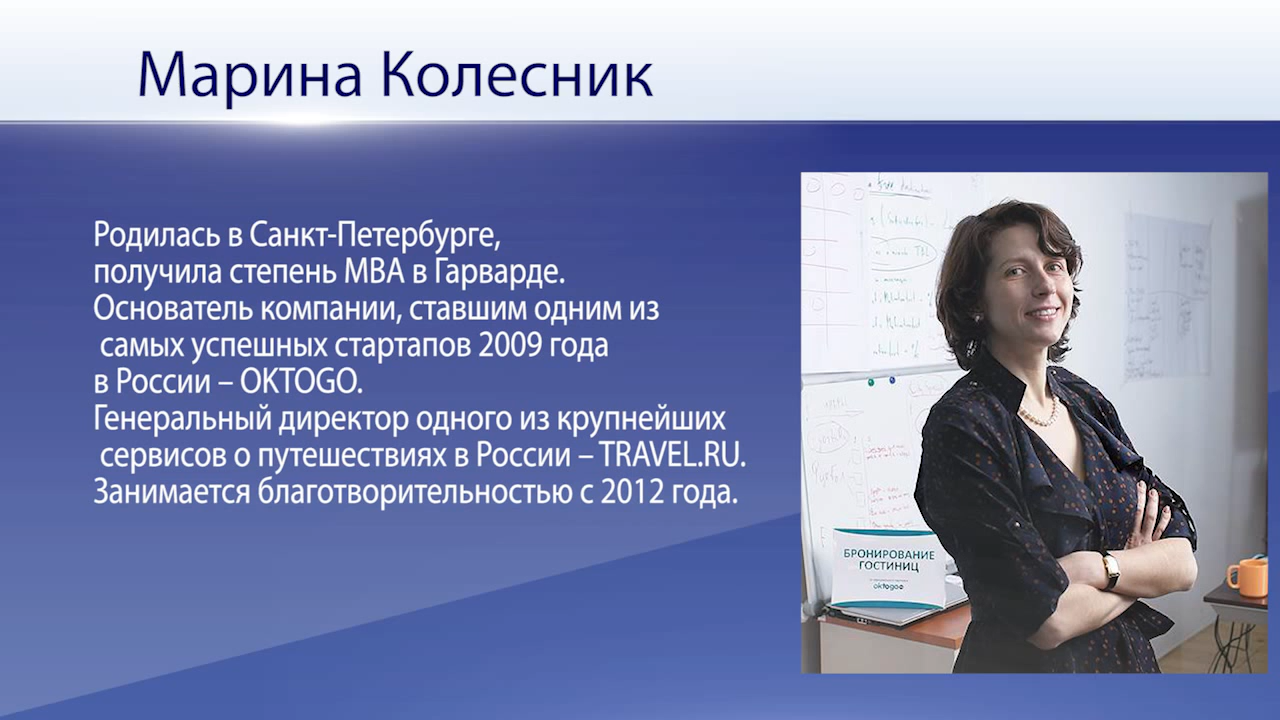 Марина Колесник
Родилась в Санкт-Петербурге,
получила степень МВА в Гарварде.
Основатель компании, ставшим одним из
самых успешных стартапов 2009 года
в России – OKTOGO.
Генеральный директор одного из крупнейших
сервисов о путешествиях в России – TRAVEL.RU.
Занимается благотворительностью с 2012 года.
БРОНИРОВАНИЕ
ГОСТИНИЦ
oktogo